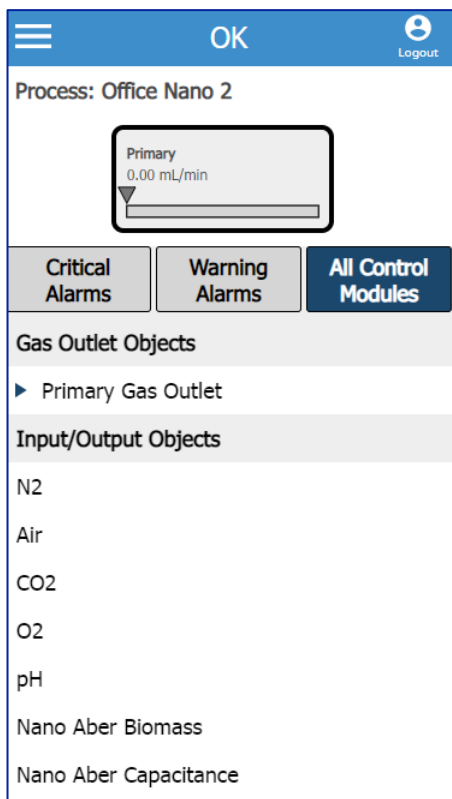 OK
Logout
Process: Office Nano 2
Primary
0.00 mL/min
Critical
Alarms
Warning
Alarms
All Control
Modules
Gas Outlet Objects
Primary Gas Outlet
Input/Output Objects
N2
Air
CO2
O2
pH
Nano Aber Biomass
Nano Aber Capacitance